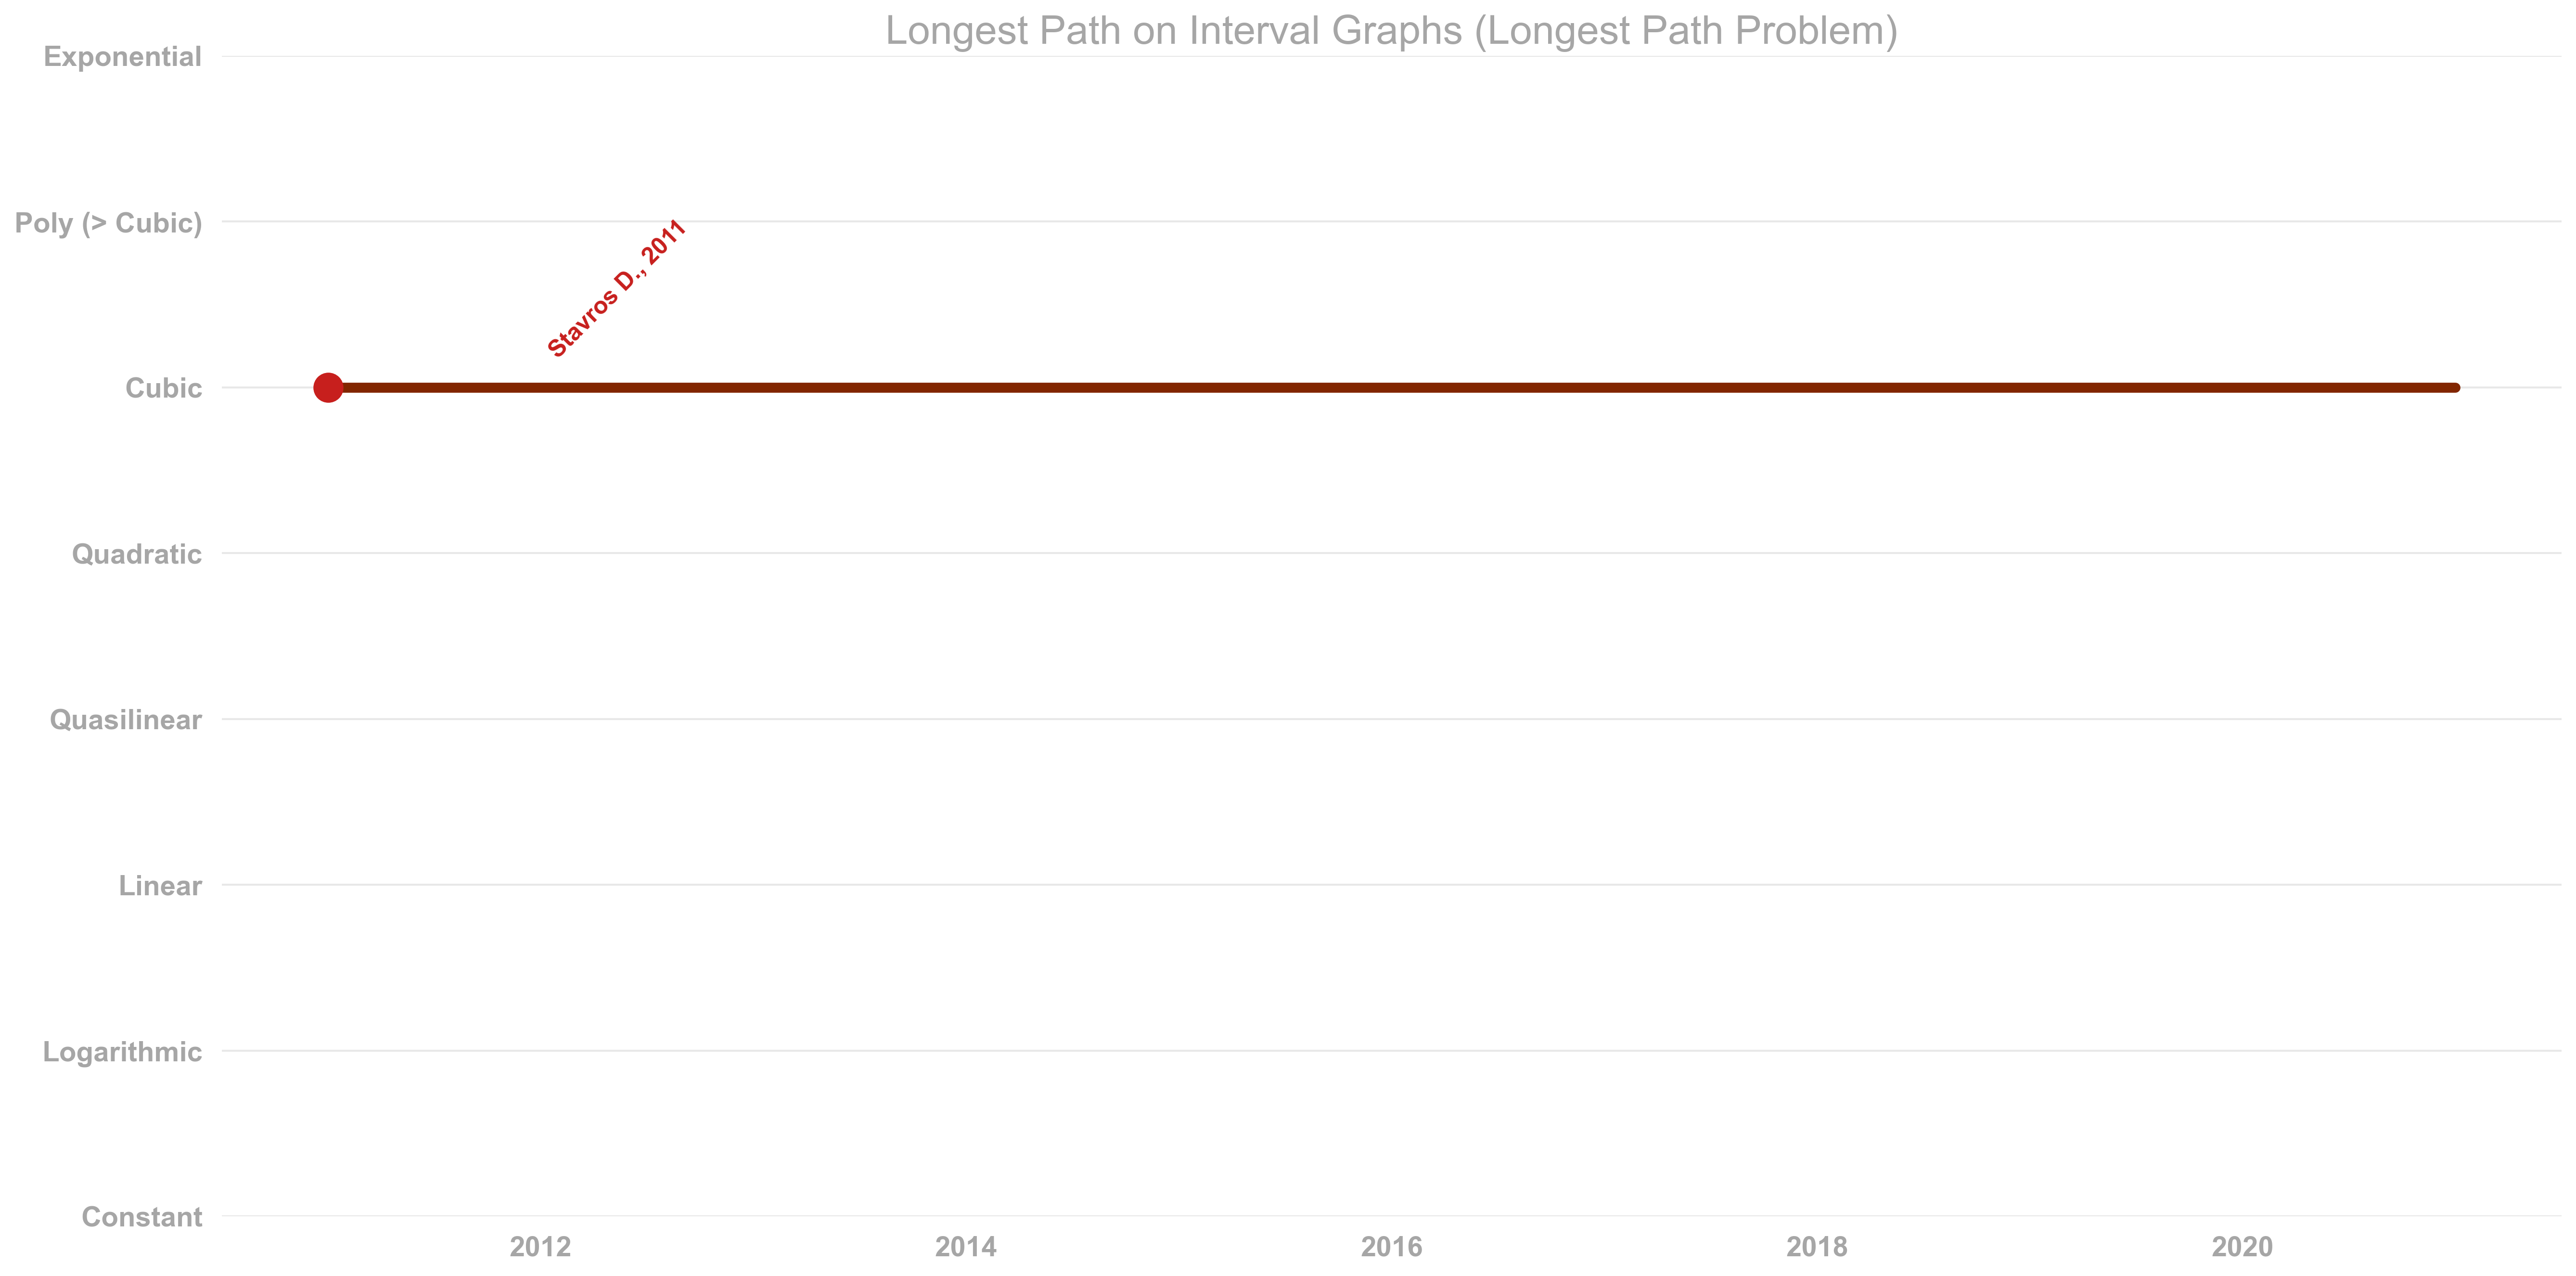 Longest Path on Interval Graphs (Longest Path Problem)
Exponential
Poly (> Cubic)
Stavros D., 2011
Cubic
Quadratic
Quasilinear
Linear
Logarithmic
Constant
2012 2014 2016 2018 2020